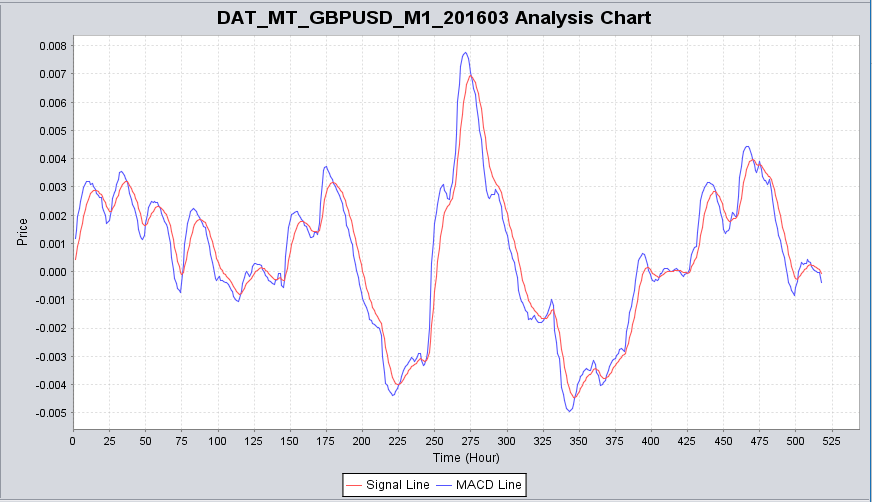 DAT_MT_GBPUSD_M1_201603 Analysis Chart
0.008
0.007
0.006
0.005
0.004
0.003
0.002
0.001
0.000
-0.001
-0.002
-0.003
-0.004
-0.005
Price
0 25 50 75 100 125 150 175 200 225 250 275 300 325 350 375 400 425 450 475 500 525
Time (Hour)
Signal Line MACD Line